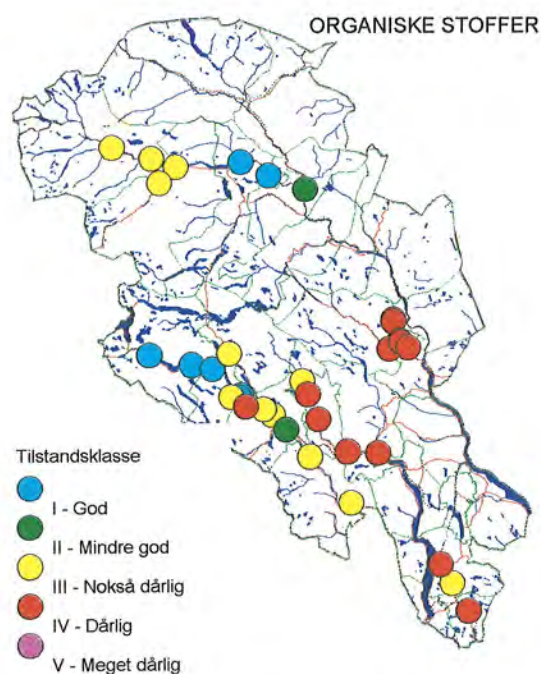 ORGANISKE STOFFER
Tilstandsklasse
I - God
II - Mindre god
III - Nokså dårlig
IV - Dårlig
V - Meget dårlig